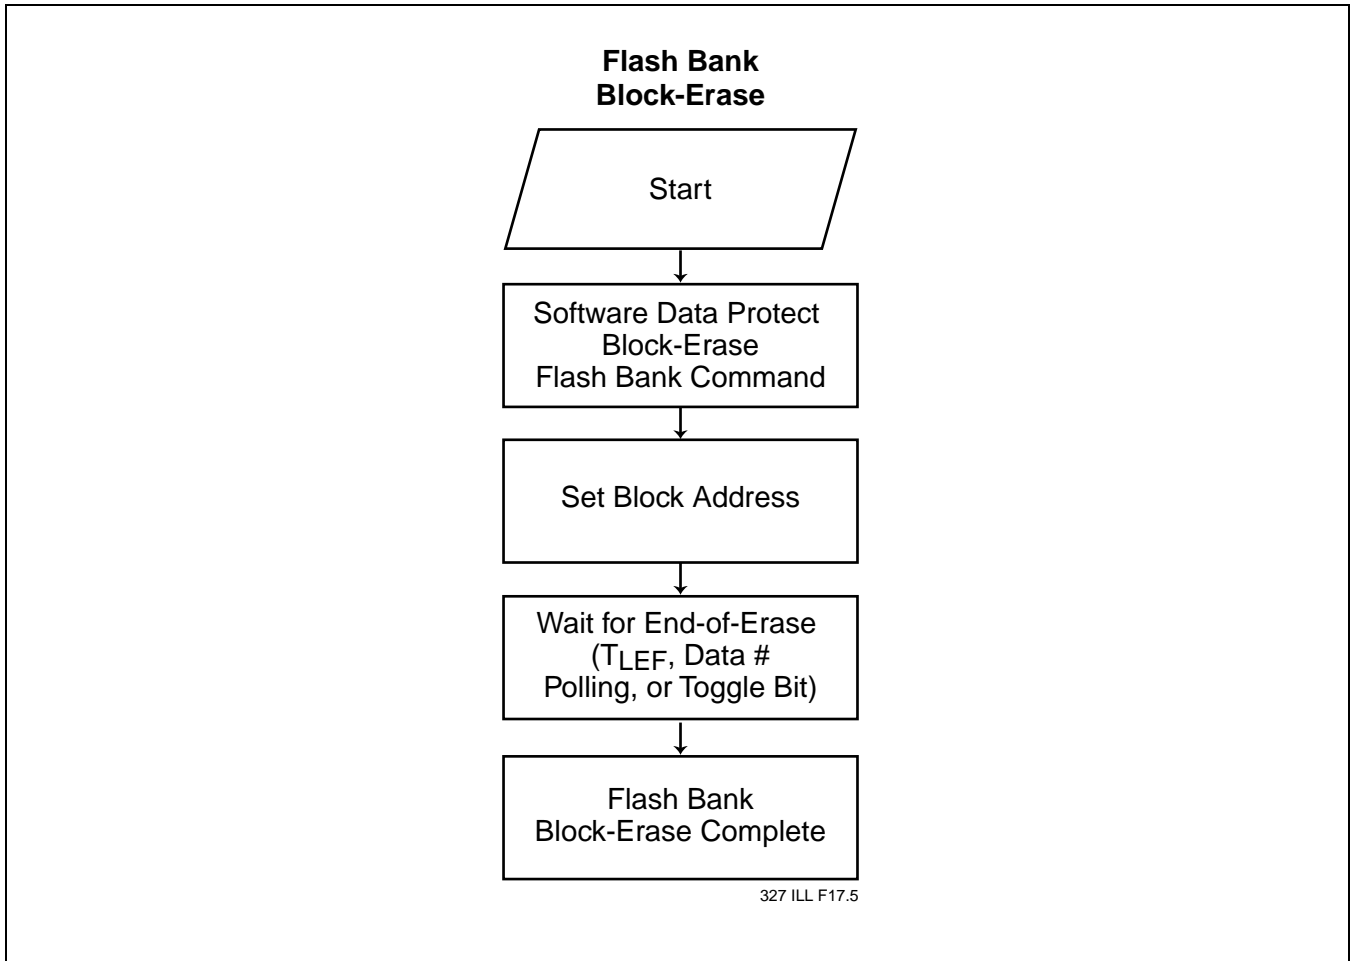 Flash Bank
Block-Erase
Start
Software Data Protect
Block-Erase
Flash Bank Command
Set Block Address
Wait for End-of-Erase
(TLEF, Data #
Polling, or Toggle Bit)
Flash Bank
Block-Erase Complete
327 ILL F17.5